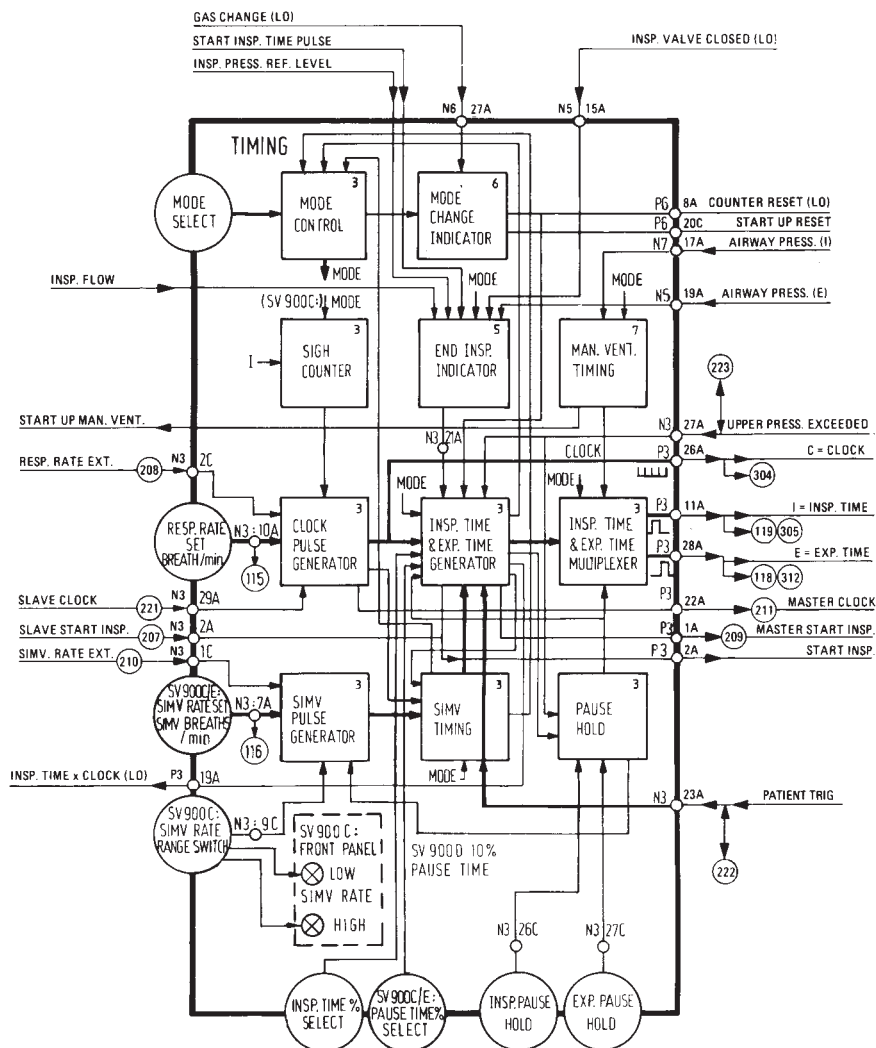 GAS CHANGE (LO)
START INSP. TIME PULSE
INSP. PRESS. REF. LEVEL
INSP. VALVE CLOSED (LO)
N6 27A
N5 15A
TIMING
MODE
SELECT
3
MODE
CONTROL
6
MODE
CHANGE
INDICATOR
P6 8A COUNTER RESET (LO)
P6 20C START UP RESET
N7 17A AIRWAY PRESS. (I)
MODE
MODE
MODE
INSP. FLOW
(SV 900C:) MODE
N5 19A AIRWAY PRESS. (E)
I
3
SIGH
COUNTER
5
END INSP.
INDICATOR
7
MAN. VENT.
TIMING
223
START UP MAN. VENT.
N3 21A
N3 27A UPPER PRESS. EXCEEDED
RESP. RATE EXT. 208 N3 2C
CLOCK
P3 26A C = CLOCK
304
MODE
MODE
RESP. RATE
SET
BREATH/min
N3:10A
115
3
CLOCK
PULSE
GENERATOR
3
INSP. TIME
& EXP. TIME
GENERATOR
3
INSP. TIME
& EXP. TIME
MULTIPLEXER
P3 11A I = INSP. TIME
119 305
P3 28A E = EXP. TIME
118 312
SLAVE CLOCK 221 N3 29A
P3 22A 211 MASTER CLOCK
SLAVE START INSP. 207 N3 2A
P3 1A 209 MASTER START INSP.
SIMV. RATE EXT. 210 N3 1C
P3 2A START INSP.
SV 900C/E:
SIMV RATE SET
SIMV BREATHS
/min
N3:7A
116
3
SIMV
PULSE
GENERATOR
3
SIMV
TIMING
3
PAUSE
HOLD
MODE
INSP. TIME x CLOCK (LO) P3 19A
N3 23A PATIENT TRIG
222
SV 900C:
SIMV RATE
RANGE SWITCH
N3:9C
SV 900C:
FRONT PANEL
LOW
SIMV RATE
HIGH
SV 900D 10%
PAUSE TIME
N3 26C
N3 27C
INSP. TIME %
SELECT
SV 900C/E:
PAUSE TIME%
SELECT
INSP. PAUSE
HOLD
EXP. PAUSE
HOLD